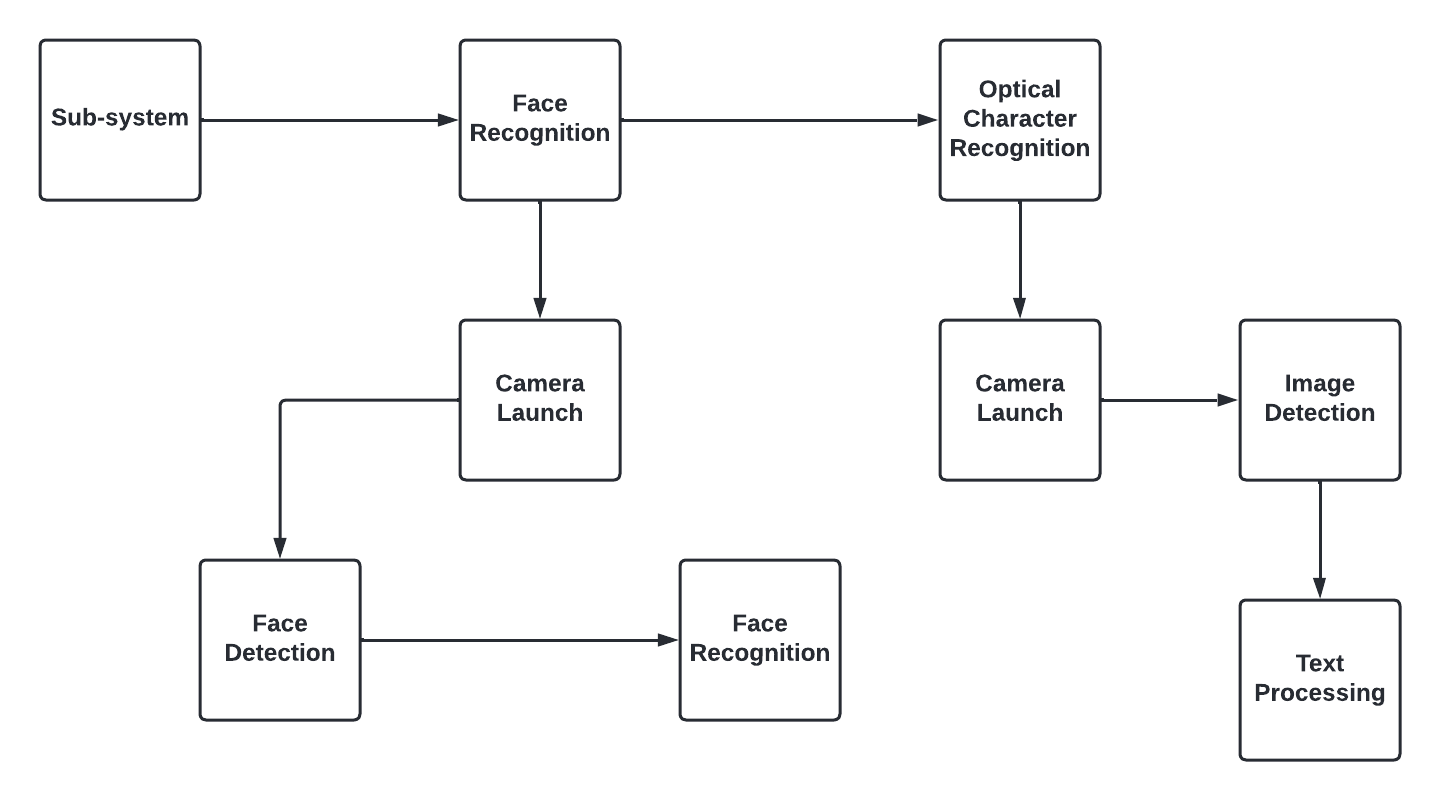 Sub-system
Face
Recognition
Optical
Character
Recognition
Camera
Launch
Camera
Launch
Image
Detection
Face
Detection
Face
Recognition
Text
Processing